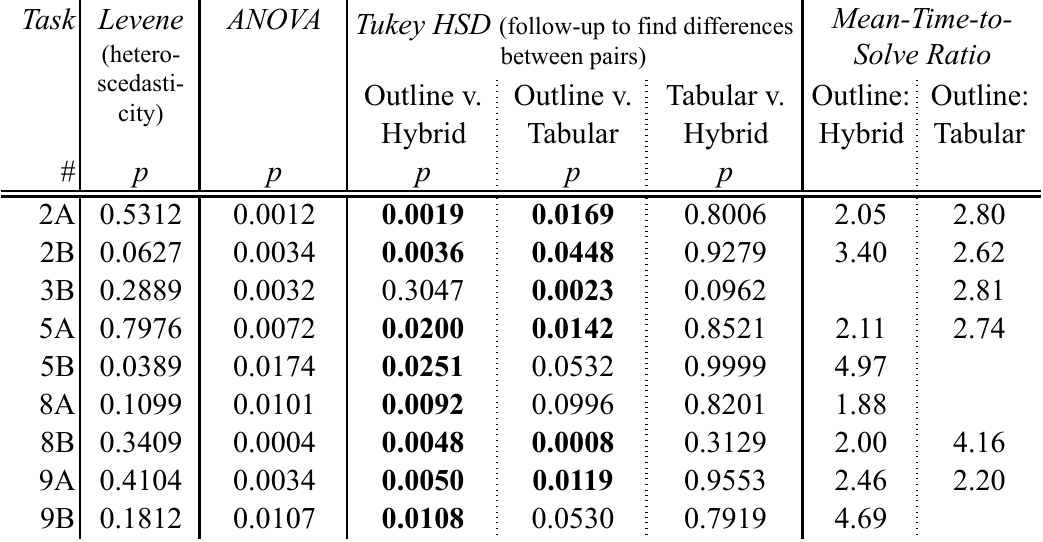 Task Levene ANOVA Tukey HSD (follow-up to find differences between pairs) Mean-Time-to-Solve Ratio
(hetero-scedasti-city)
Outline v. Hybrid Outline v. Tabular Tabular v. Hybrid Outline: Hybrid Outline: Tabular
# p p p p p
2A 0.5312 0.0012 0.0019 0.0169 0.8006 2.05 2.80
2B 0.0627 0.0034 0.0036 0.0448 0.9279 3.40 2.62
3B 0.2889 0.0032 0.3047 0.0023 0.0962 2.81
5A 0.7976 0.0072 0.0200 0.0142 0.8521 2.11 2.74
5B 0.0389 0.0174 0.0251 0.0532 0.9999 4.97
8A 0.1099 0.0101 0.0092 0.0996 0.8201 1.88
8B 0.3409 0.0004 0.0048 0.0008 0.3129 2.00 4.16
9A 0.4104 0.0034 0.0050 0.0119 0.9553 2.46 2.20
9B 0.1812 0.0107 0.0108 0.0530 0.7919 4.69